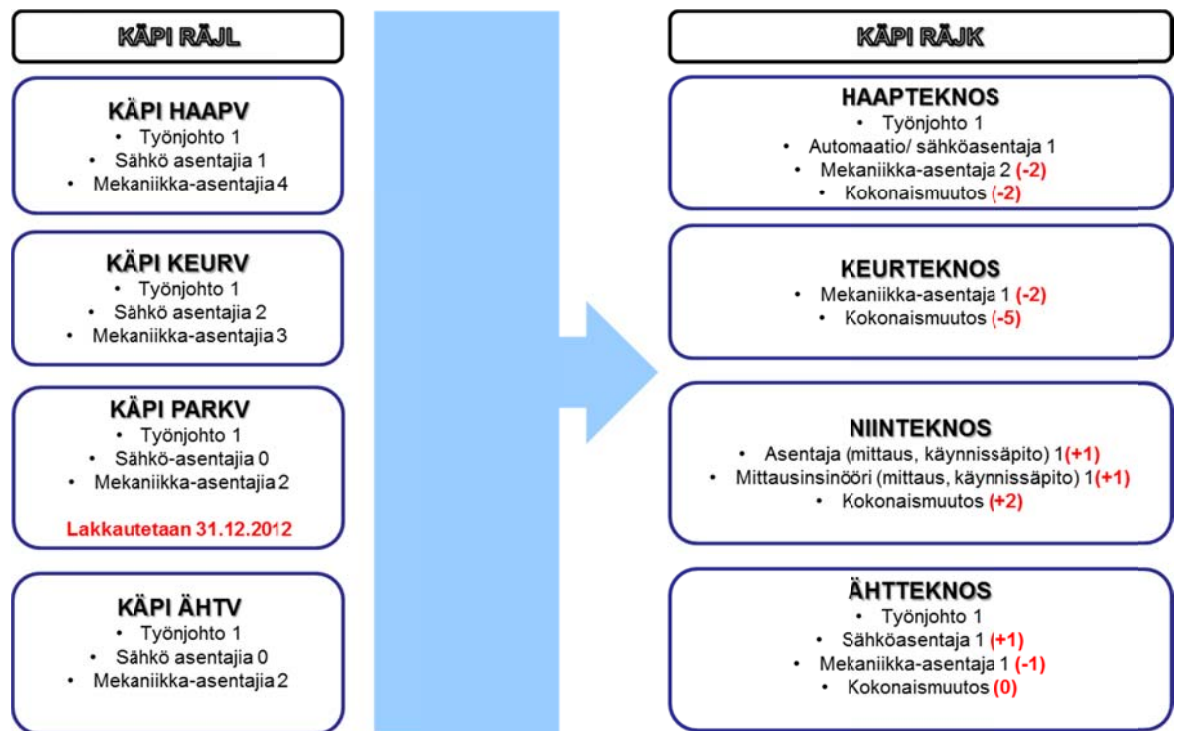 KÄPI RÄJL
KÄPI HAAPV
• Työnjohto 1
• Sähkö asentajia 1
• Mekaniikka-asentajia 4
KÄPI KEURV
• Työnjohto 1
• Sähkö asentajia 2
• Mekaniikka-asentajia 3
KÄPI PARKV
• Työnjohto 1
• Sähkö-asentajia 0
• Mekaniikka-asentajia 2
Lakkautetaan 31.12.2012
KÄPI ÄHTV
• Työnjohto 1
• Sähkö asentajia 0
• Mekaniikka-asentajia 2
KÄPI RÄJK
HAAPTEKNOS
• Työnjohto 1
• Automaatio/ sähköasentaja 1
• Mekaniikka-asentaja 2 (-2)
• Kokonaismuutos (-2)
KEURTEKNOS
• Mekaniikka-asentaja 1 (-2)
• Kokonaismuutos (-5)
NIINTEKNOS
• Asentaja (mittaus, käynnissäpito) 1(+1)
• Mittausinsinööri (mittaus, käynnissäpito) 1(+1)
• Kokonaismuutos (+2)
ÄHTTEKNOS
• Työnjohto 1
• Sähköasentaja 1 (+1)
• Mekaniikka-asentaja 1 (-1)
• Kokonaismuutos (0)